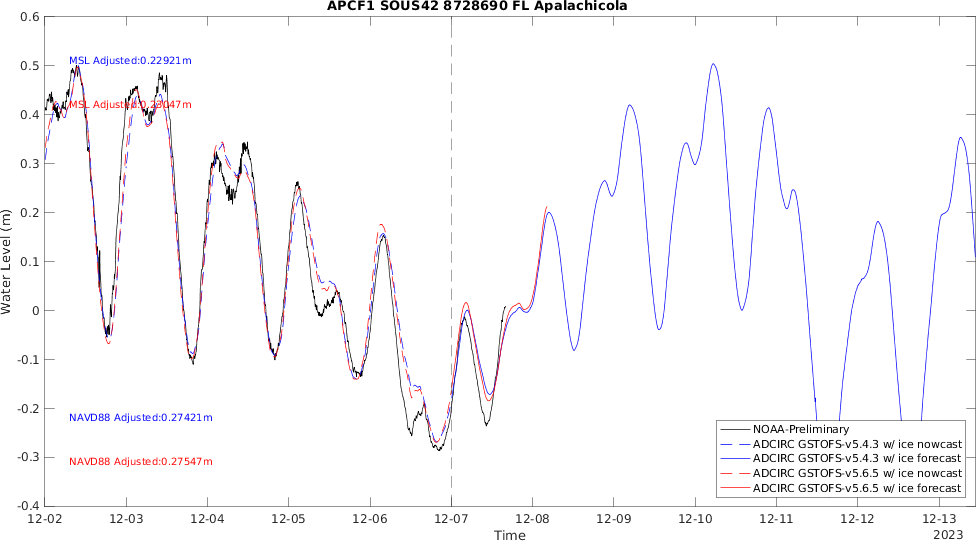 APCF1 SOUS42 8728690 FL Apalachicola
0.6
0.5
0.4
0.3
0.2
0.1
0
-0.1
-0.2
-0.3
-0.4
Water Level (m)
MSL Adjusted:0.22921m
MSL Adjusted:0.23047m
NAVD88 Adjusted:0.27421m
NAVD88 Adjusted:0.27547m
NOAA-Preliminary
ADCIRC GSTOFS-v5.4.3 w/ ice nowcast
ADCIRC GSTOFS-v5.4.3 w/ ice forecast
ADCIRC GSTOFS-v5.6.5 w/ ice nowcast
ADCIRC GSTOFS-v5.6.5 w/ ice forecast
12-02 12-03 12-04 12-05 12-06 12-07 12-08 12-09 12-10 12-11 12-12 12-13
Time
2023